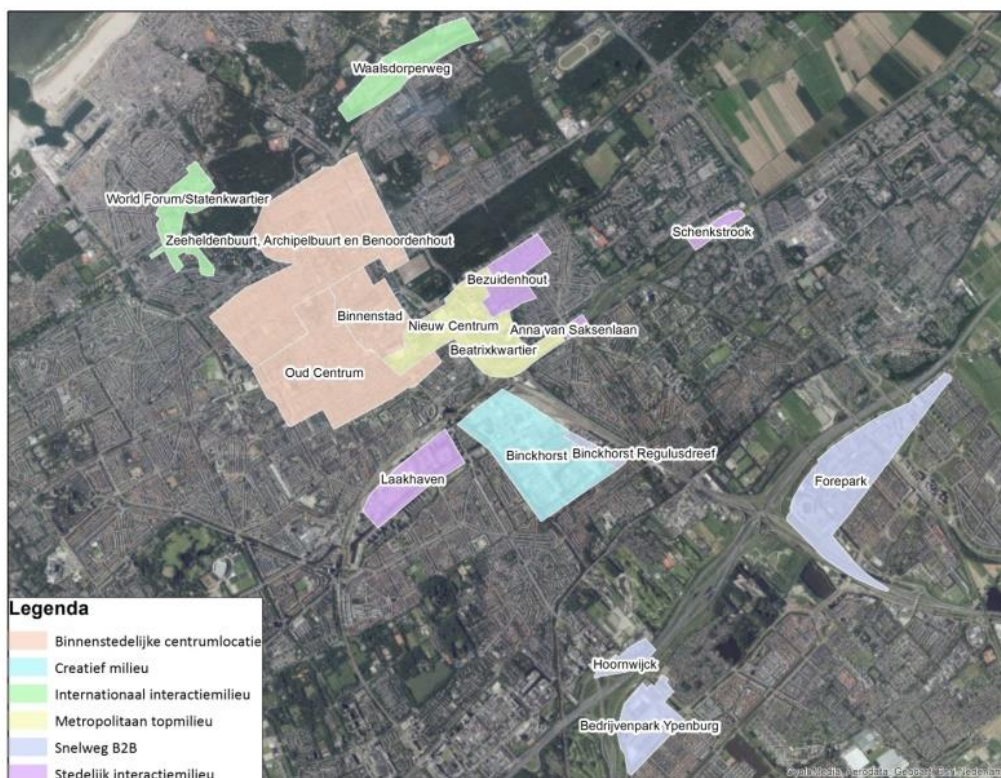 Waalsdorperweg
World Forum/Statenkwartier
Schenkstrook
Zeeheldenbuurt, Archipelbuurt en Benoordenhout
Bezuidenhout
Binnenstad
Nieuw Centrum
Anna van Saksenlaan
Beatrixkwartier
Oud Centrum
Binckhorst
Binckhorst Regulusdreef
Laakhaven
Forepark
Hoornwijck
Bedrijvenpark Ypenburg
Legenda
Binnenstedelijke centrumlocatie
Creatief milieu
Internationaal interactiemilieu
Metropolitaan topmilieu
Snelweg B2B
Stedelijk interactiemilieu